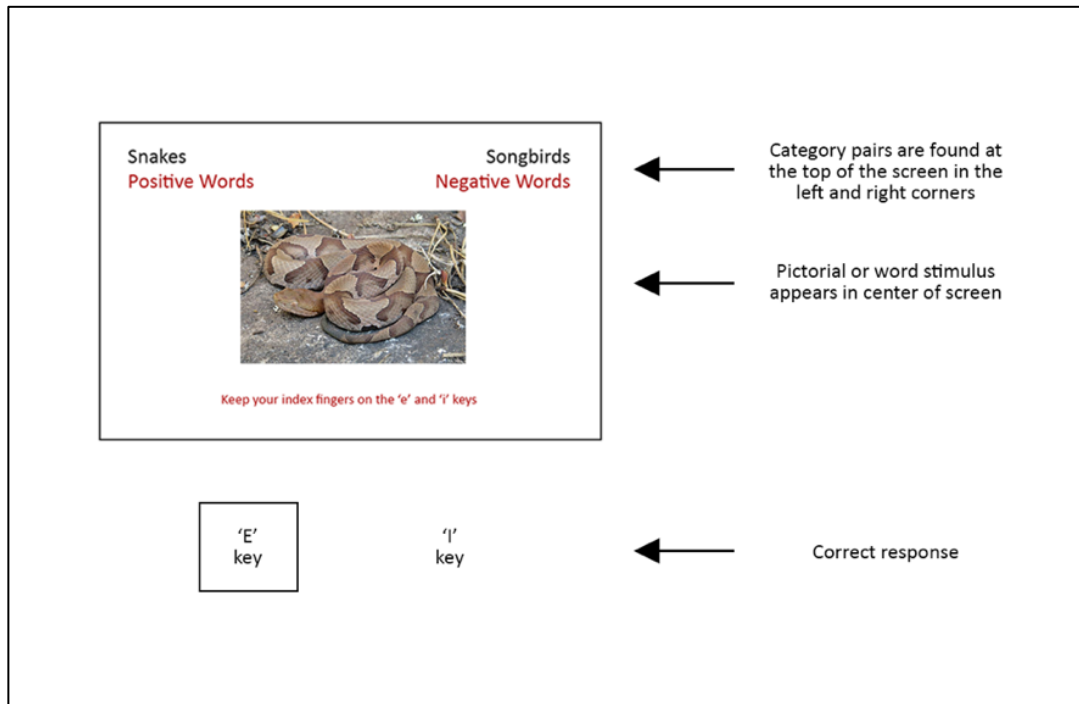 Snakes
Positive Words
Songbirds
Negative Words
Keep your index fingers on the ‘e’ and ‘i’ keys
Category pairs are found at
the top of the screen in the
left and right corners
Pictorial or word stimulus
appears in center of screen
‘E’
key
‘I’
key
Correct response